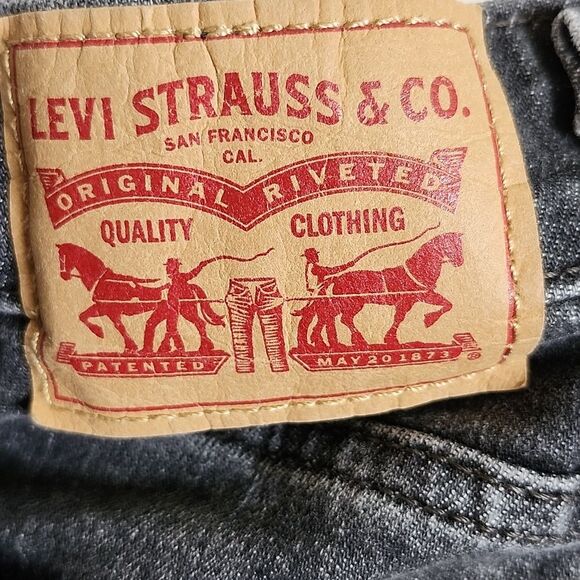 LEVI STRAUSS & CO.
SAN FRANCISCO
CAL.
ORIGINAL RIVETED
QUALITY CLOTHING
PATENTED MAY 20 1873 ®